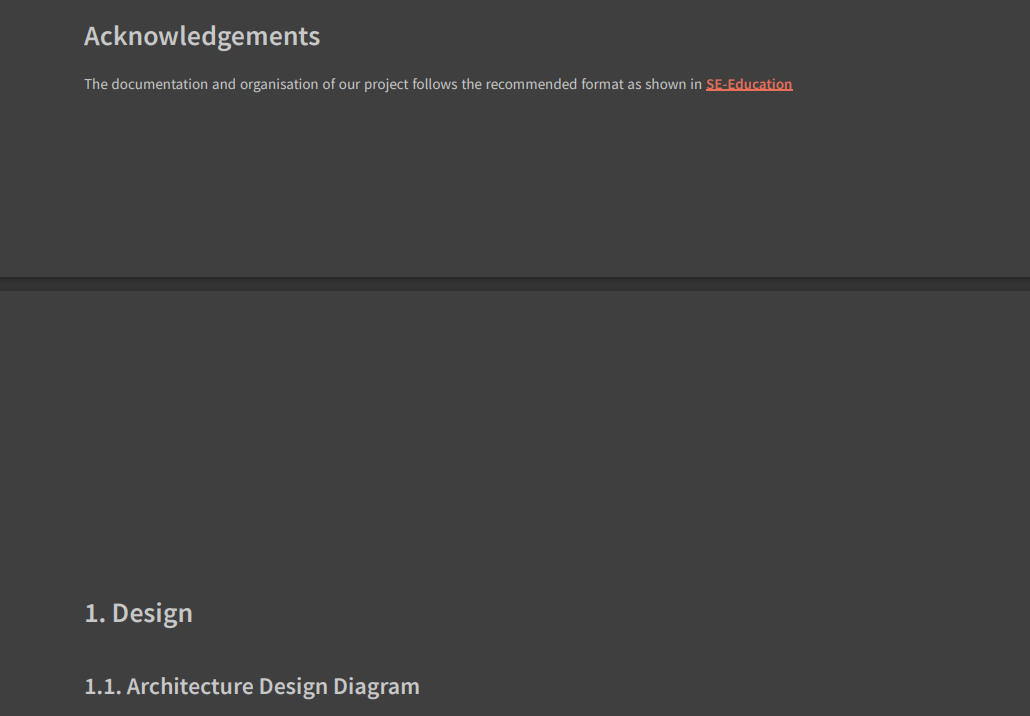 Acknowledgements
The documentation and organisation of our project follows the recommended format as shown in SE-Education
1. Design
1.1. Architecture Design Diagram